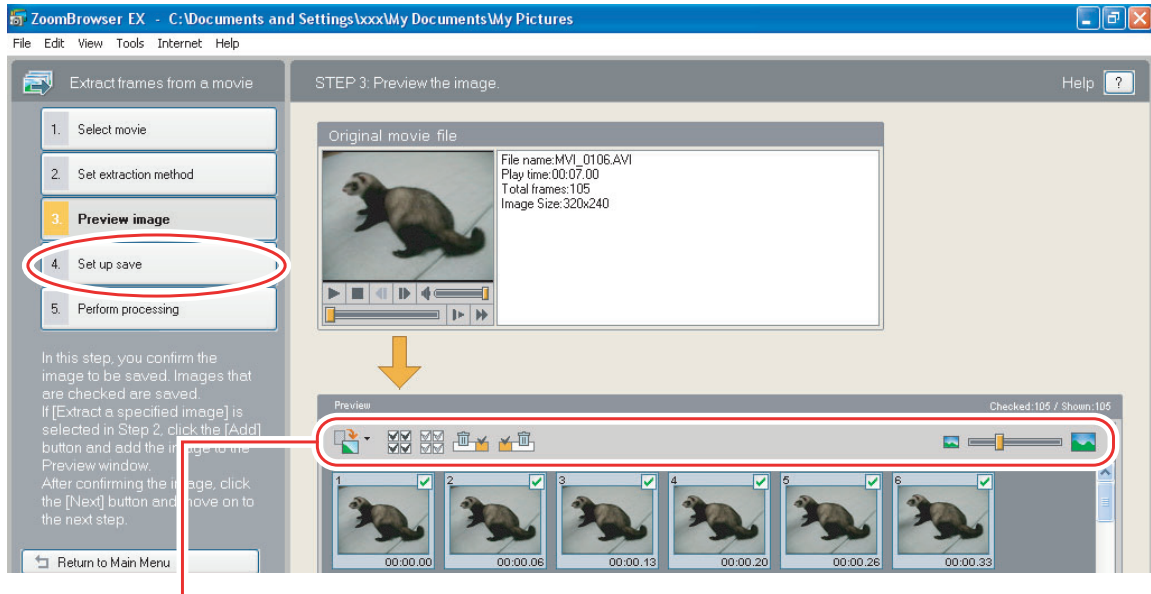 ZoomBrowser EX - C:\Documents and Settings\xxx\My Documents\My Pictures
File Edit View Tools Internet Help
Extract frames from a movie
1. Select movie
2. Set extraction method
3. Preview image
4. Set up save
5. Perform processing
In this step, you confirm the
image to be saved. Images that
are checked are saved.
If [Extract a specified image] is
selected in Step 2, click the [Add]
button and add the image to the
Preview window.
After confirming the image, click
the [Next] button and move on to
the next step.
Return to Main Menu
STEP 3: Preview the image.
Help ?
Original movie file
File name:MVI_0106.AVI
Play time:00:07.00
Total frames:105
Image Size:320x240
Preview
Checked:105 / Shown:105
1 2 3 4 5 6
00:00.00 00:00.06 00:00.13 00:00.20 00:00.26 00:00.33